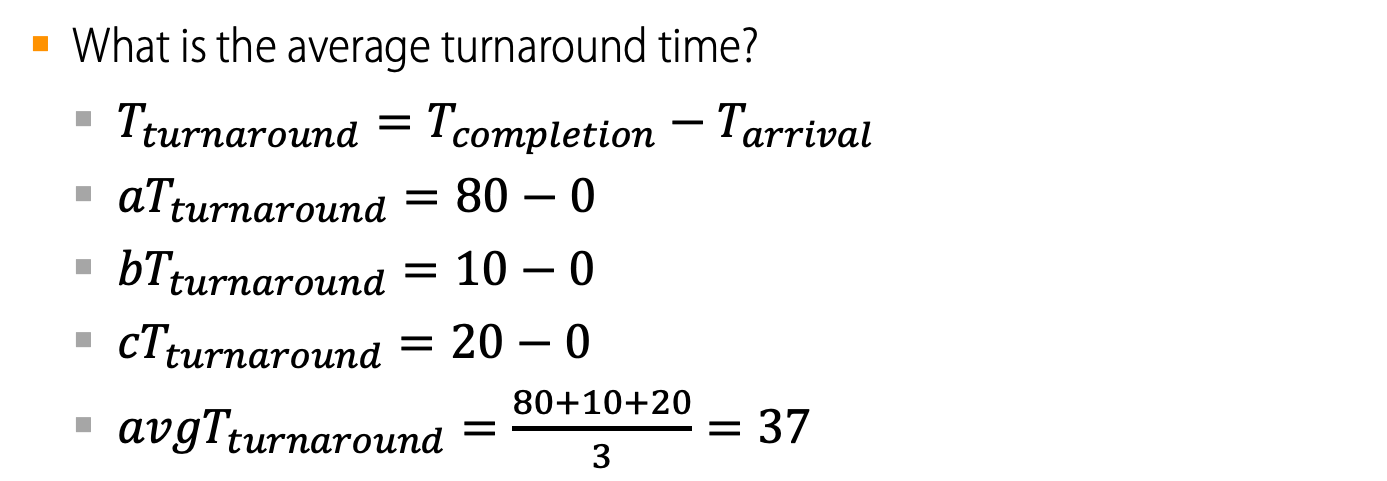 What is the average turnaround time?
T_turnaround = T_completion − T_arrival
aT_turnaround = 80 − 0
bT_turnaround = 10 − 0
cT_turnaround = 20 − 0
avgT_turnaround = (80+10+20)/3 = 37